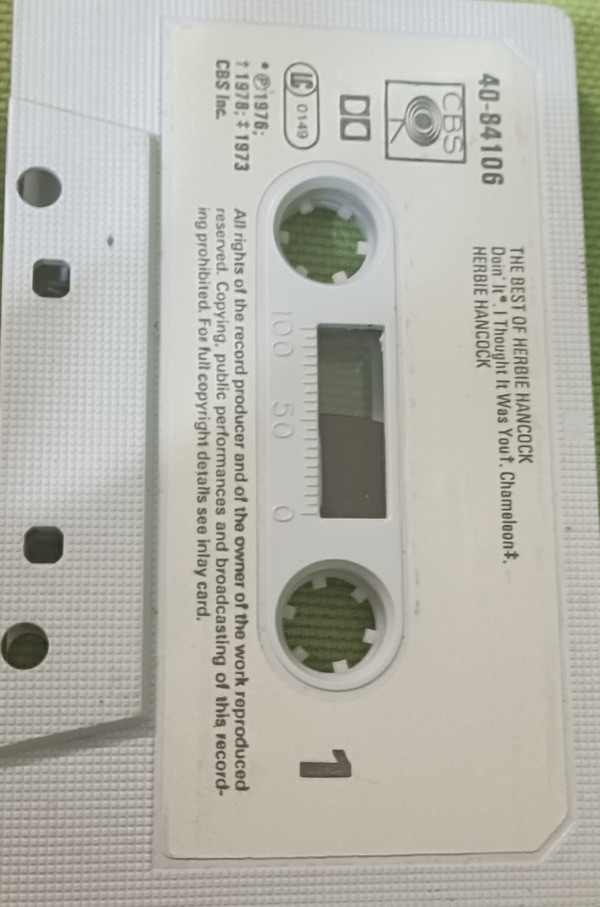 40-84106
THE BEST OF HERBIE HANCOCK
Doin' It*. I Thought It Was You†. Chameleon‡.
HERBIE HANCOCK
CBS
LC 0149
* ℗ 1976;
† 1978; ‡ 1973
CBS Inc.
100 50 0
1
All rights of the record producer and of the owner of the work reproduced
reserved. Copying, public performances and broadcasting of this record-
ing prohibited. For full copyright details see inlay card.